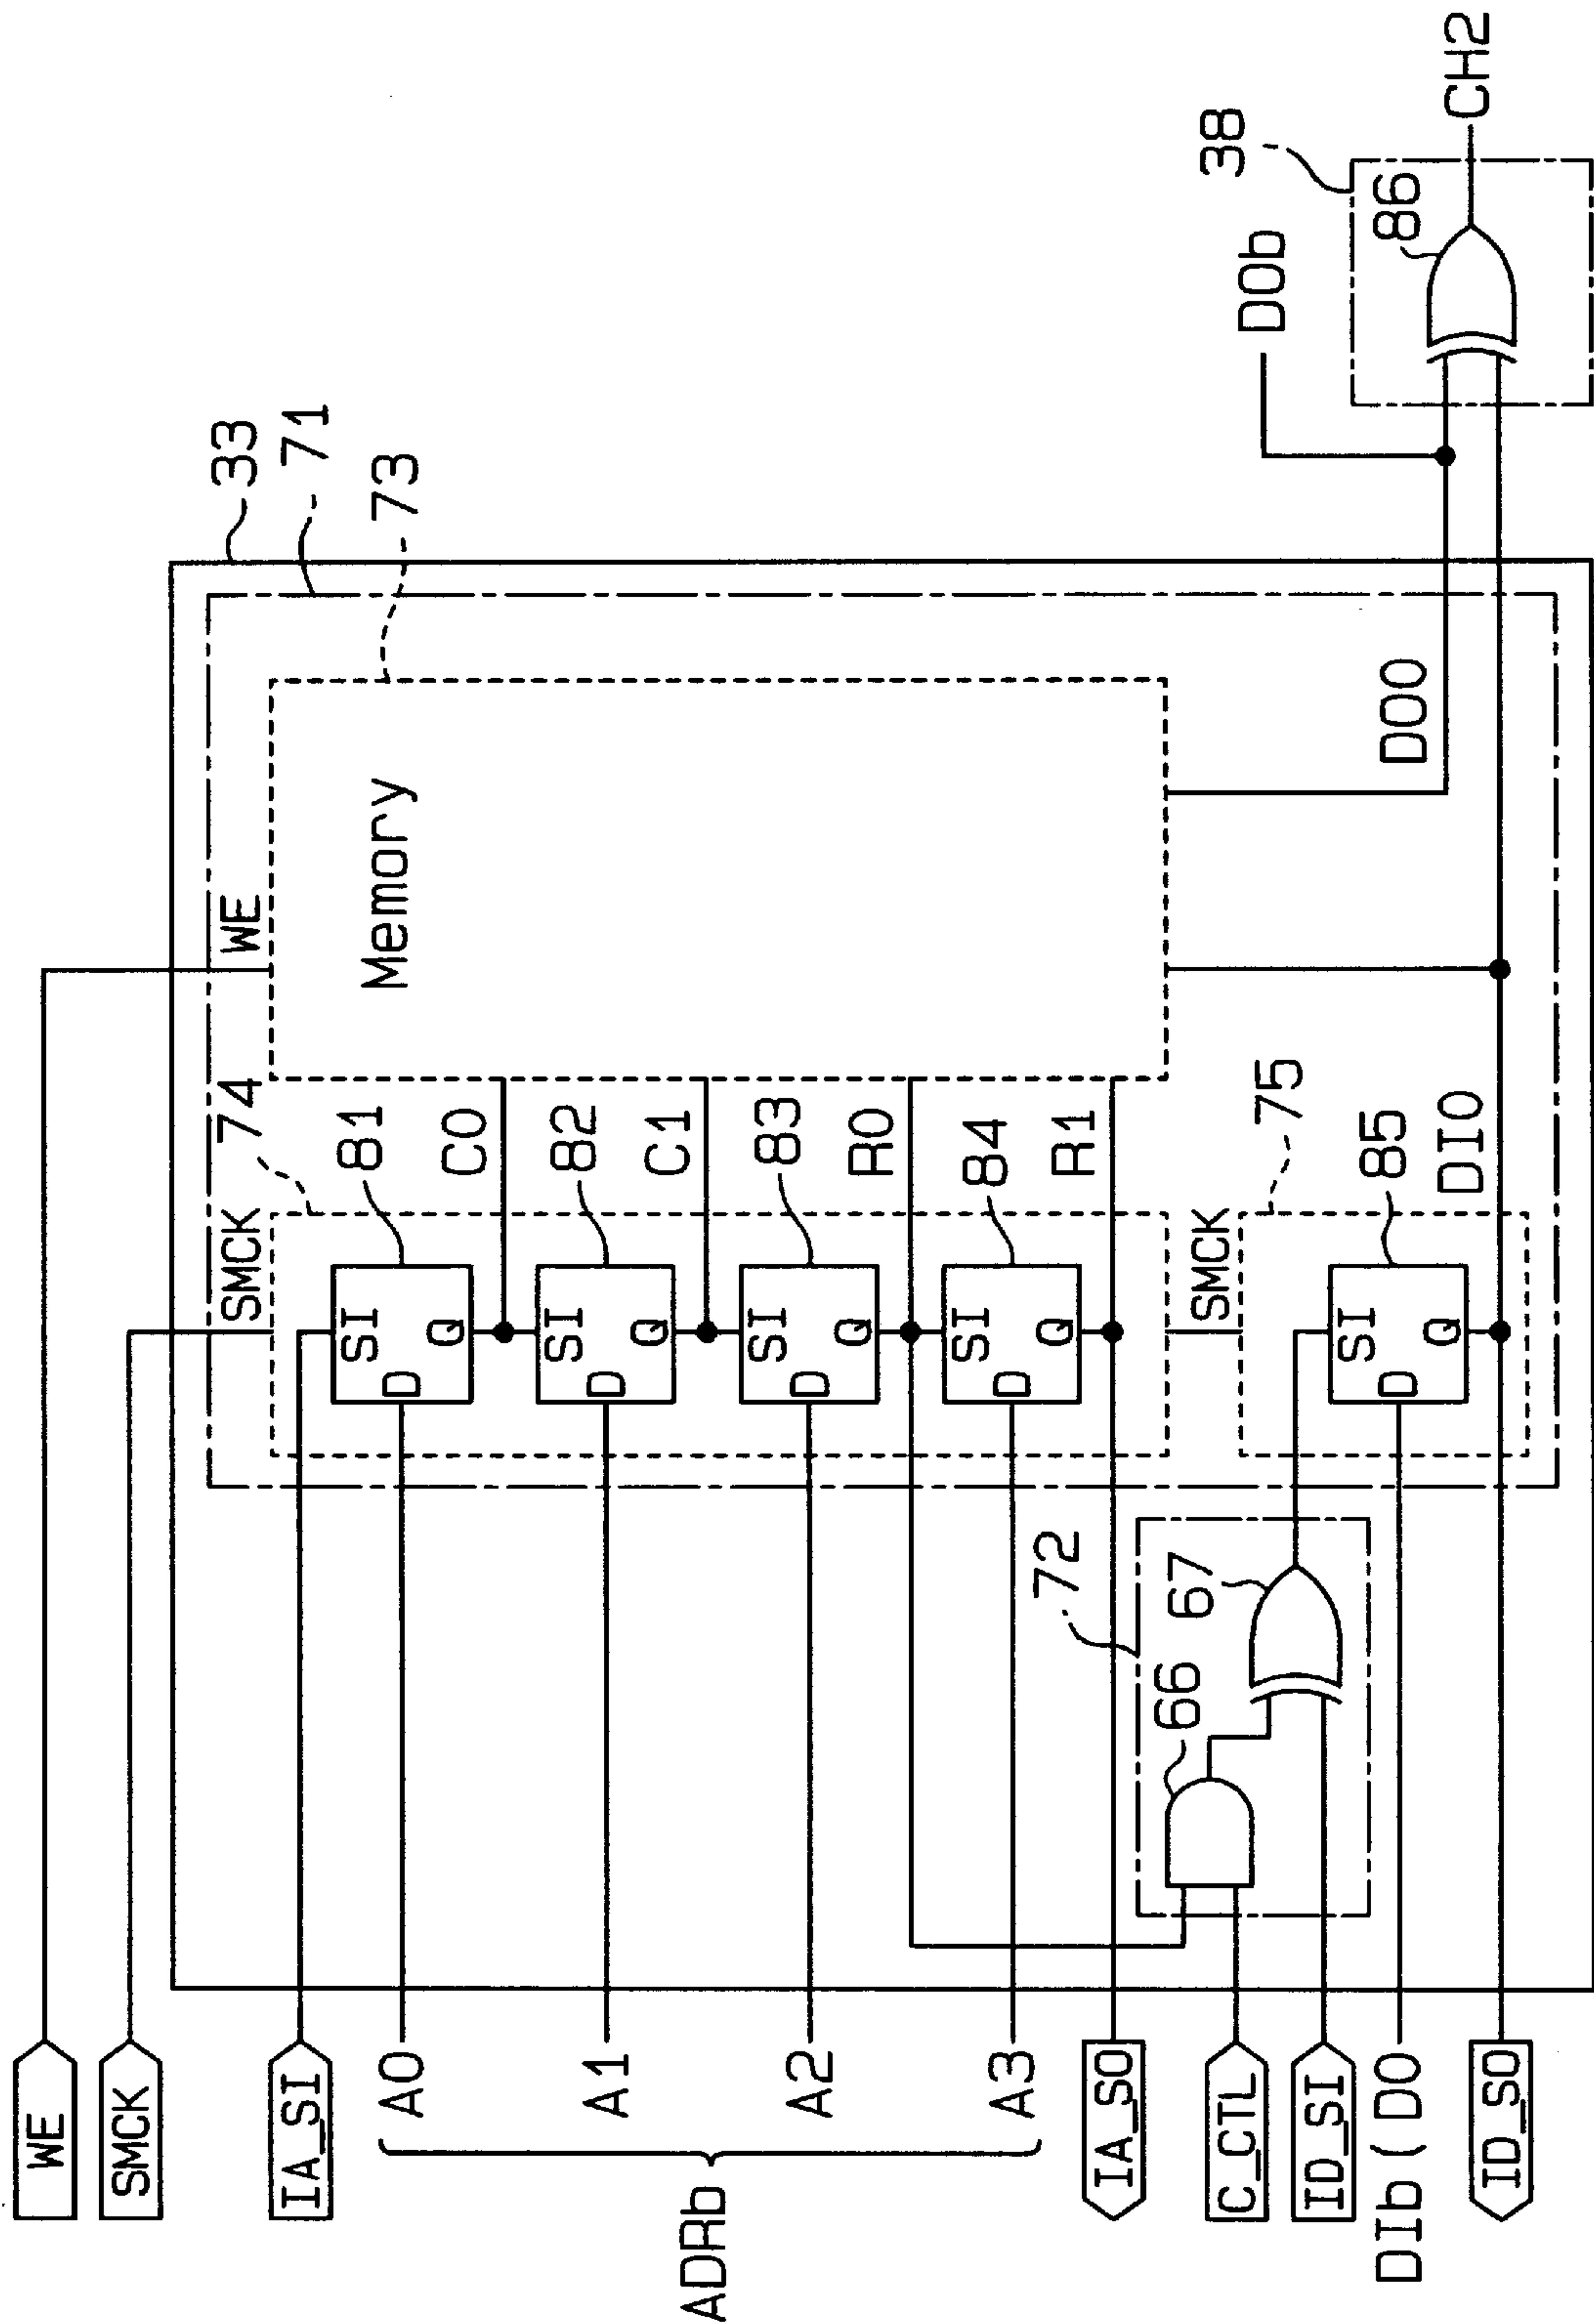 WE
SMCK
IA_SI
A0
A1
A2
A3
ADRb
IA_SO
C_CTL
ID_SI
DIb(D0
ID_SO
33
71
73
WE
Memory
SMCK
74
SI
D
Q
81
C0
SI
D
Q
82
C1
SI
D
Q
83
R0
SI
D
Q
84
R1
SMCK
75
SI
D
Q
85
DI0
72
66
67
DO0
DOb
38
86
CH2